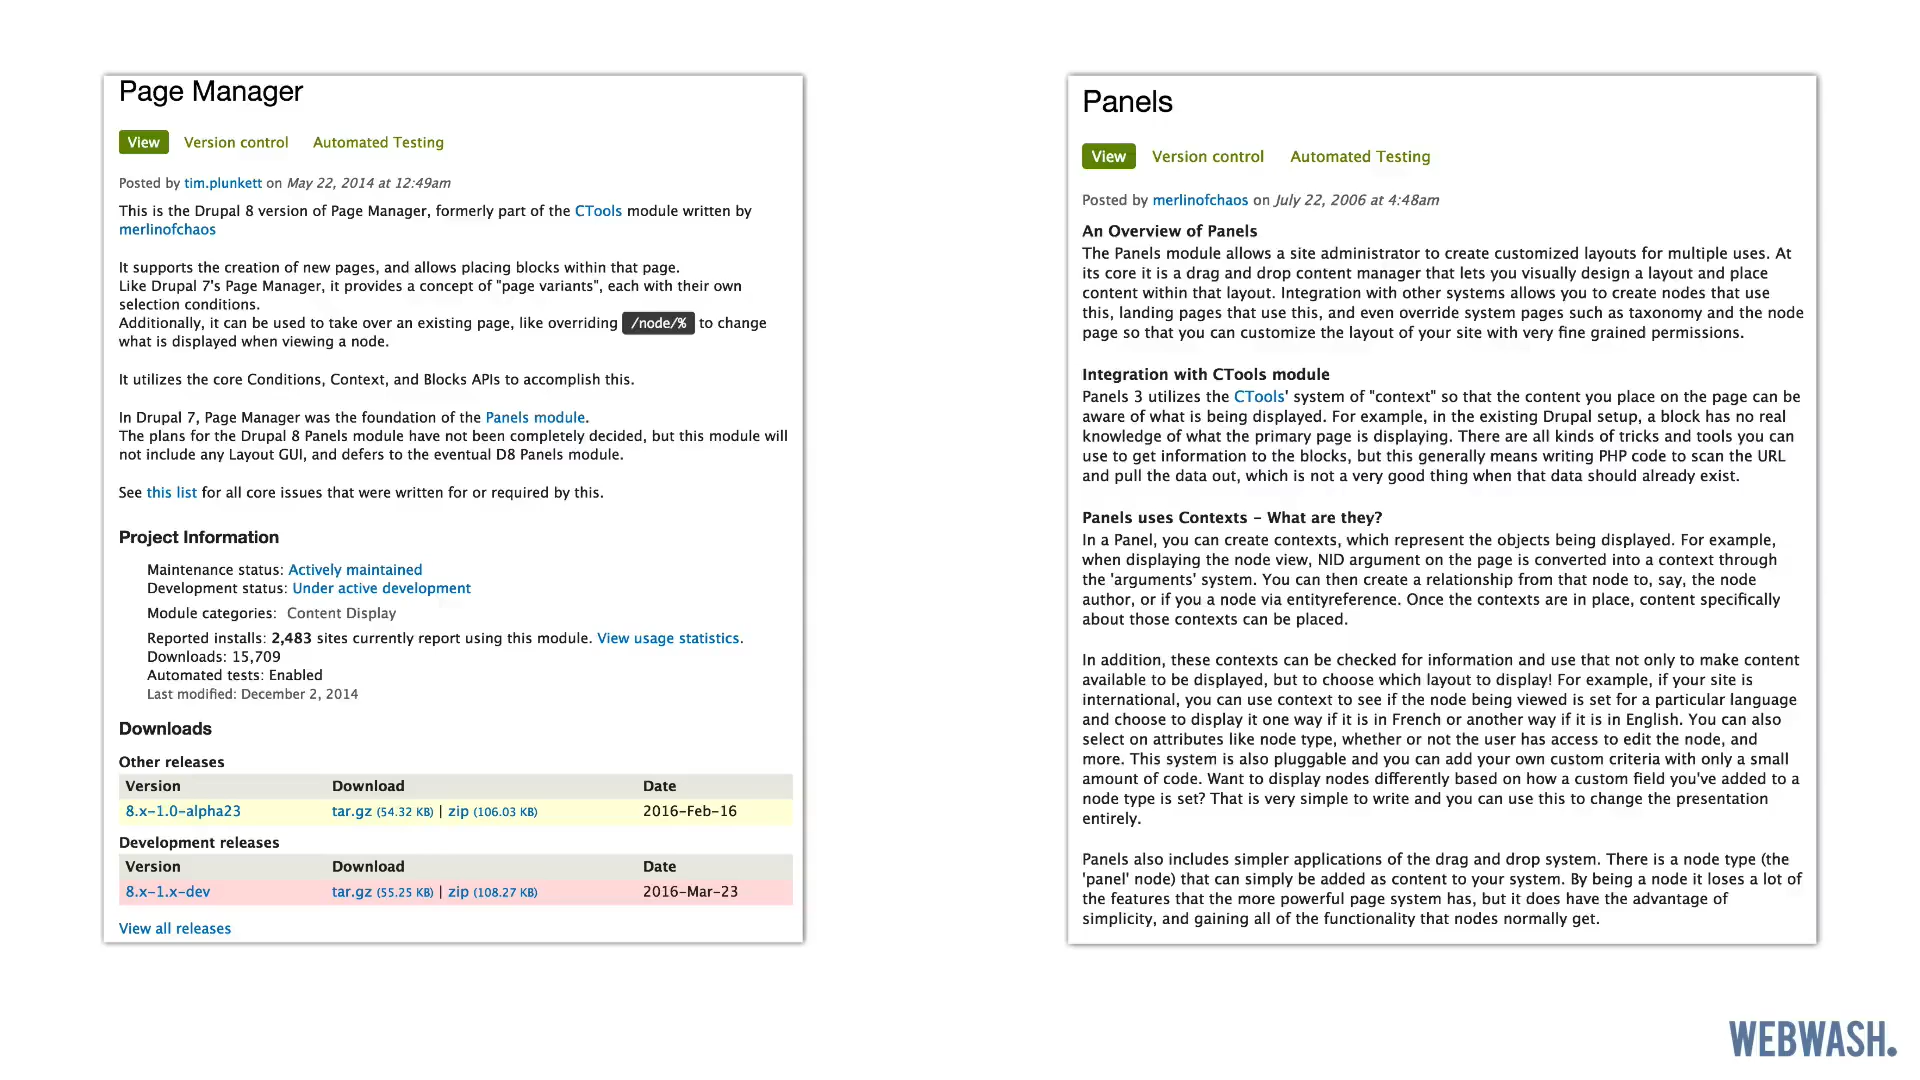 Page Manager
View Version control Automated Testing
Posted by tim.plunkett on May 22, 2014 at 12:49am
This is the Drupal 8 version of Page Manager, formerly part of the CTools module written by
merlinofchaos
It supports the creation of new pages, and allows placing blocks within that page.
Like Drupal 7's Page Manager, it provides a concept of "page variants", each with their own
selection conditions.
Additionally, it can be used to take over an existing page, like overriding /node/% to change
what is displayed when viewing a node.
It utilizes the core Conditions, Context, and Blocks APIs to accomplish this.
In Drupal 7, Page Manager was the foundation of the Panels module.
The plans for the Drupal 8 Panels module have not been completely decided, but this module will
not include any Layout GUI, and defers to the eventual D8 Panels module.
See this list for all core issues that were written for or required by this.
Project Information
Maintenance status: Actively maintained
Development status: Under active development
Module categories: Content Display
Reported installs: 2,483 sites currently report using this module. View usage statistics.
Downloads: 15,709
Automated tests: Enabled
Last modified: December 2, 2014
Downloads
Other releases
Version Download Date
8.x-1.0-alpha23 tar.gz (54.32 KB) | zip (106.03 KB) 2016-Feb-16
Development releases
Version Download Date
8.x-1.x-dev tar.gz (55.25 KB) | zip (108.27 KB) 2016-Mar-23
View all releases
Panels
View Version control Automated Testing
Posted by merlinofchaos on July 22, 2006 at 4:48am
An Overview of Panels
The Panels module allows a site administrator to create customized layouts for multiple uses. At
its core it is a drag and drop content manager that lets you visually design a layout and place
content within that layout. Integration with other systems allows you to create nodes that use
this, landing pages that use this, and even override system pages such as taxonomy and the node
page so that you can customize the layout of your site with very fine grained permissions.
Integration with CTools module
Panels 3 utilizes the CTools' system of "context" so that the content you place on the page can be
aware of what is being displayed. For example, in the existing Drupal setup, a block has no real
knowledge of what the primary page is displaying. There are all kinds of tricks and tools you can
use to get information to the blocks, but this generally means writing PHP code to scan the URL
and pull the data out, which is not a very good thing when that data should already exist.
Panels uses Contexts – What are they?
In a Panel, you can create contexts, which represent the objects being displayed. For example,
when displaying the node view, NID argument on the page is converted into a context through
the 'arguments' system. You can then create a relationship from that node to, say, the node
author, or if you a node via entityreference. Once the contexts are in place, content specifically
about those contexts can be placed.
In addition, these contexts can be checked for information and use that not only to make content
available to be displayed, but to choose which layout to display! For example, if your site is
international, you can use context to see if the node being viewed is set for a particular language
and choose to display it one way if it is in French or another way if it is in English. You can also
select on attributes like node type, whether or not the user has access to edit the node, and
more. This system is also pluggable and you can add your own custom criteria with only a small
amount of code. Want to display nodes differently based on how a custom field you've added to a
node type is set? That is very simple to write and you can use this to change the presentation
entirely.
Panels also includes simpler applications of the drag and drop system. There is a node type (the
'panel' node) that can simply be added as content to your system. By being a node it loses a lot of
the features that the more powerful page system has, but it does have the advantage of
simplicity, and gaining all of the functionality that nodes normally get.
WEBWASH.